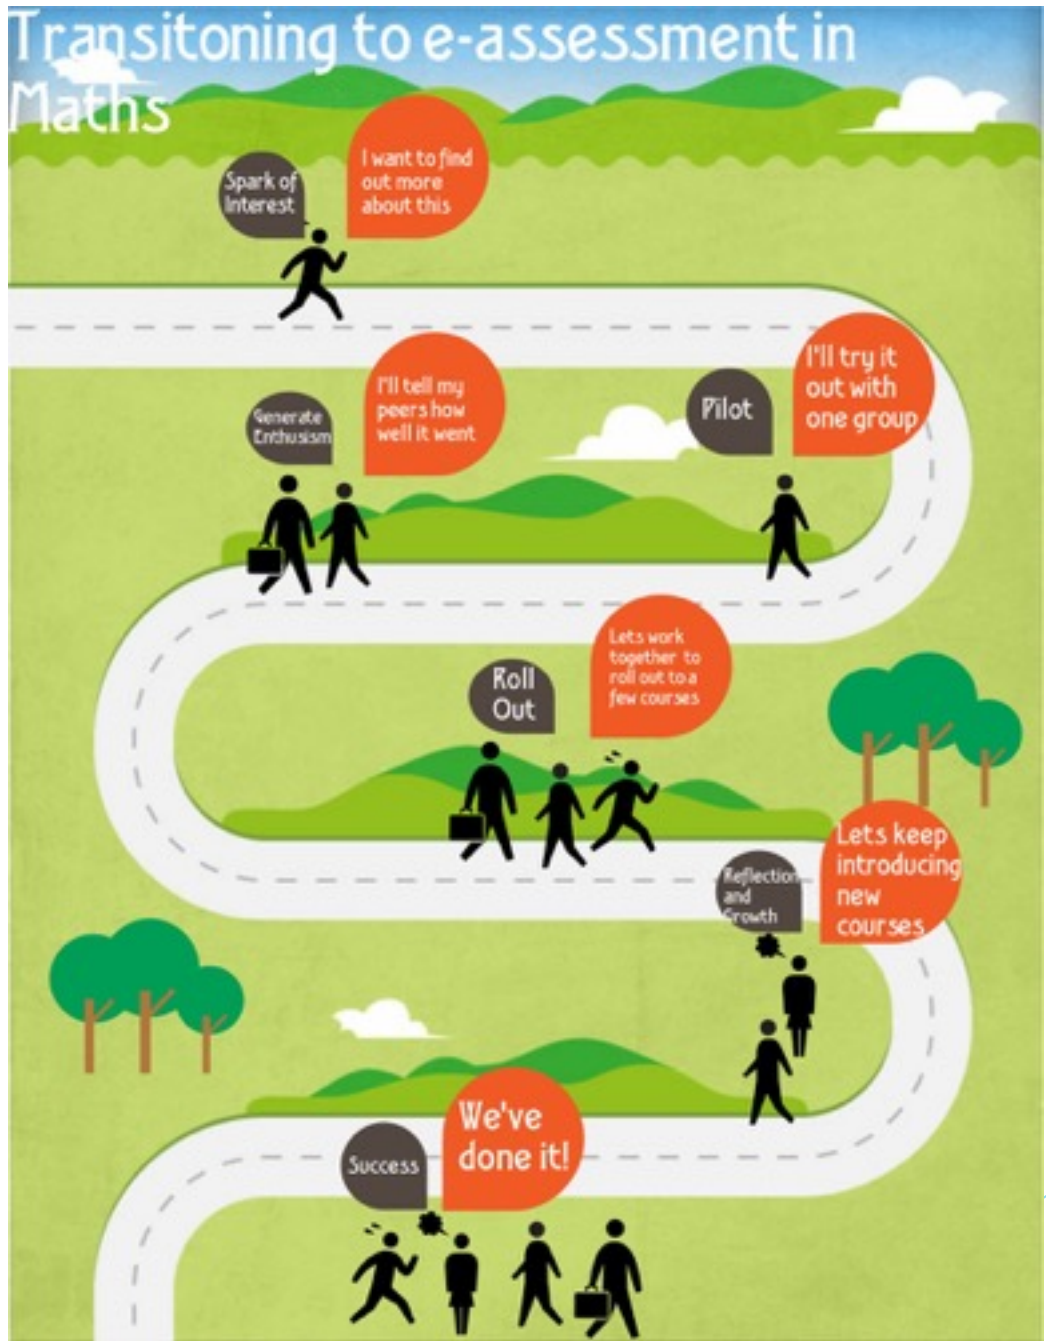 Transitoning to e-assessment in
Maths
Spark of
Interest
I want to find
out more
about this
Pilot
I'll try it
out with
one group
Generate
Enthusism
I'll tell my
peers how
well it went
Roll
Out
Lets work
together to
roll out to a
few courses
Reflection
and
Growth
Lets keep
introducing
new
courses
Success
We've
done it!